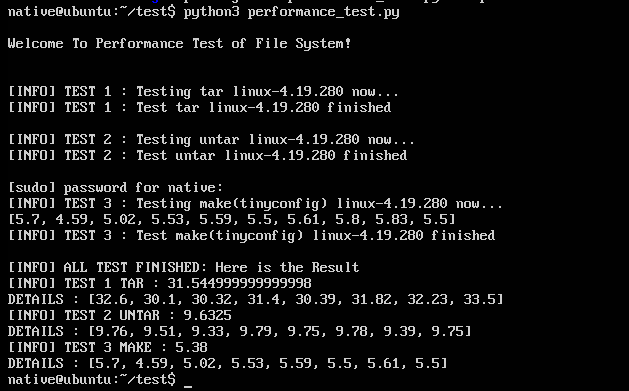 native@ubuntu:~/test$ python3 performance_test.py
Welcome To Performance Test of File System!
[INFO] TEST 1 : Testing tar linux-4.19.280 now...
[INFO] TEST 1 : Test tar linux-4.19.280 finished
[INFO] TEST 2 : Testing untar linux-4.19.280 now...
[INFO] TEST 2 : Test untar linux-4.19.280 finished
[sudo] password for native:
[INFO] TEST 3 : Testing make(tinyconfig) linux-4.19.280 now...
[5.7, 4.59, 5.02, 5.53, 5.59, 5.5, 5.61, 5.8, 5.83, 5.5]
[INFO] TEST 3 : Test make(tinyconfig) linux-4.19.280 finished
[INFO] ALL TEST FINISHED: Here is the Result
[INFO] TEST 1 TAR : 31.544999999999998
DETAILS : [32.6, 30.1, 30.32, 31.4, 30.39, 31.82, 32.23, 33.5]
[INFO] TEST 2 UNTAR : 9.6325
DETAILS : [9.76, 9.51, 9.33, 9.79, 9.75, 9.78, 9.39, 9.75]
[INFO] TEST 3 MAKE : 5.38
DETAILS : [5.7, 4.59, 5.02, 5.53, 5.59, 5.5, 5.61, 5.5]
native@ubuntu:~/test$ _